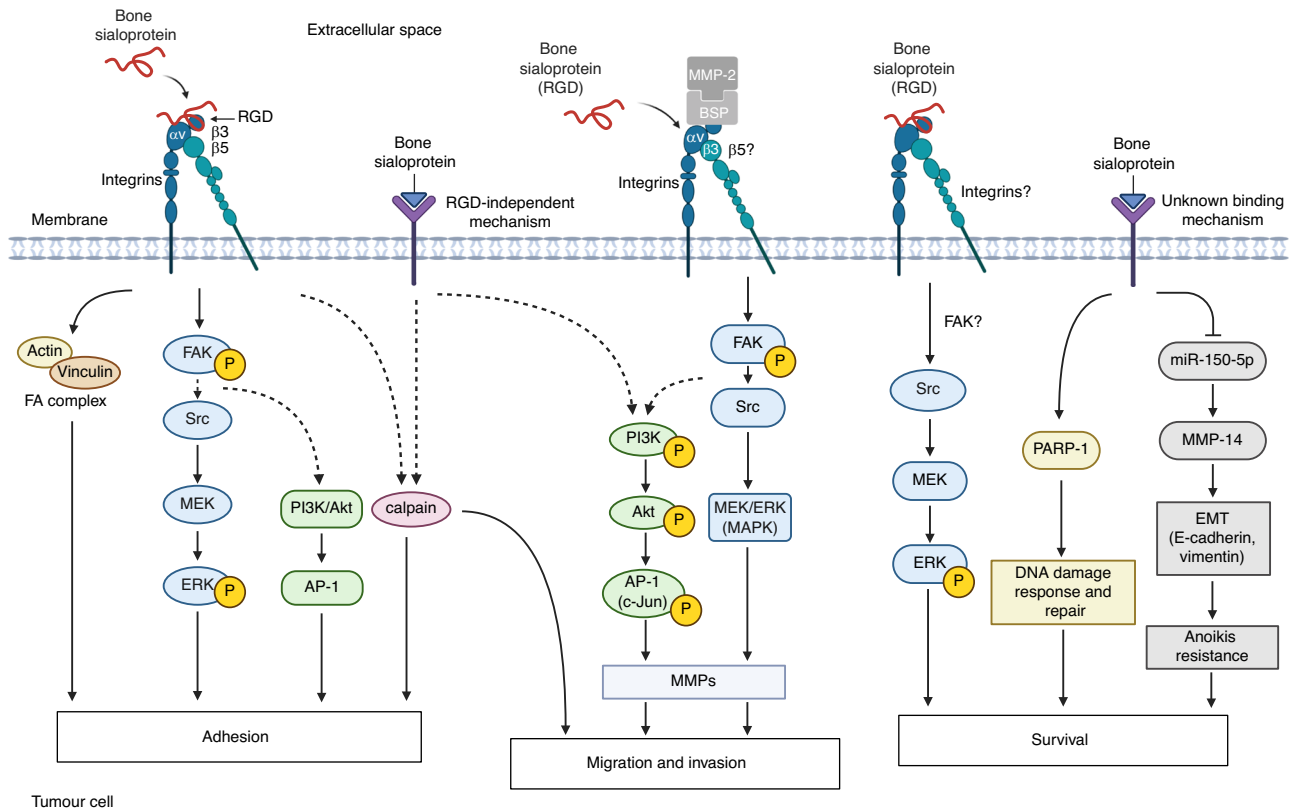 Bone
sialoprotein
Extracellular space
RGD
αv
β3
β5
Integrins
Membrane
Bone
sialoprotein
RGD-independent
mechanism
Bone
sialoprotein
(RGD)
MMP-2
BSP
αv
β3
β5?
Integrins
Bone
sialoprotein
(RGD)
Integrins?
Bone
sialoprotein
Unknown binding
mechanism
Actin
Vinculin
FA complex
FAK
P
Src
MEK
ERK
P
PI3K/Akt
AP-1
calpain
Adhesion
FAK
P
Src
PI3K
P
Akt
P
MEK/ERK
(MAPK)
AP-1
(c-Jun)
P
MMPs
Migration and invasion
FAK?
Src
MEK
ERK
P
PARP-1
DNA damage
response and
repair
miR-150-5p
MMP-14
EMT
(E-cadherin,
vimentin)
Anoikis
resistance
Survival
Tumour cell